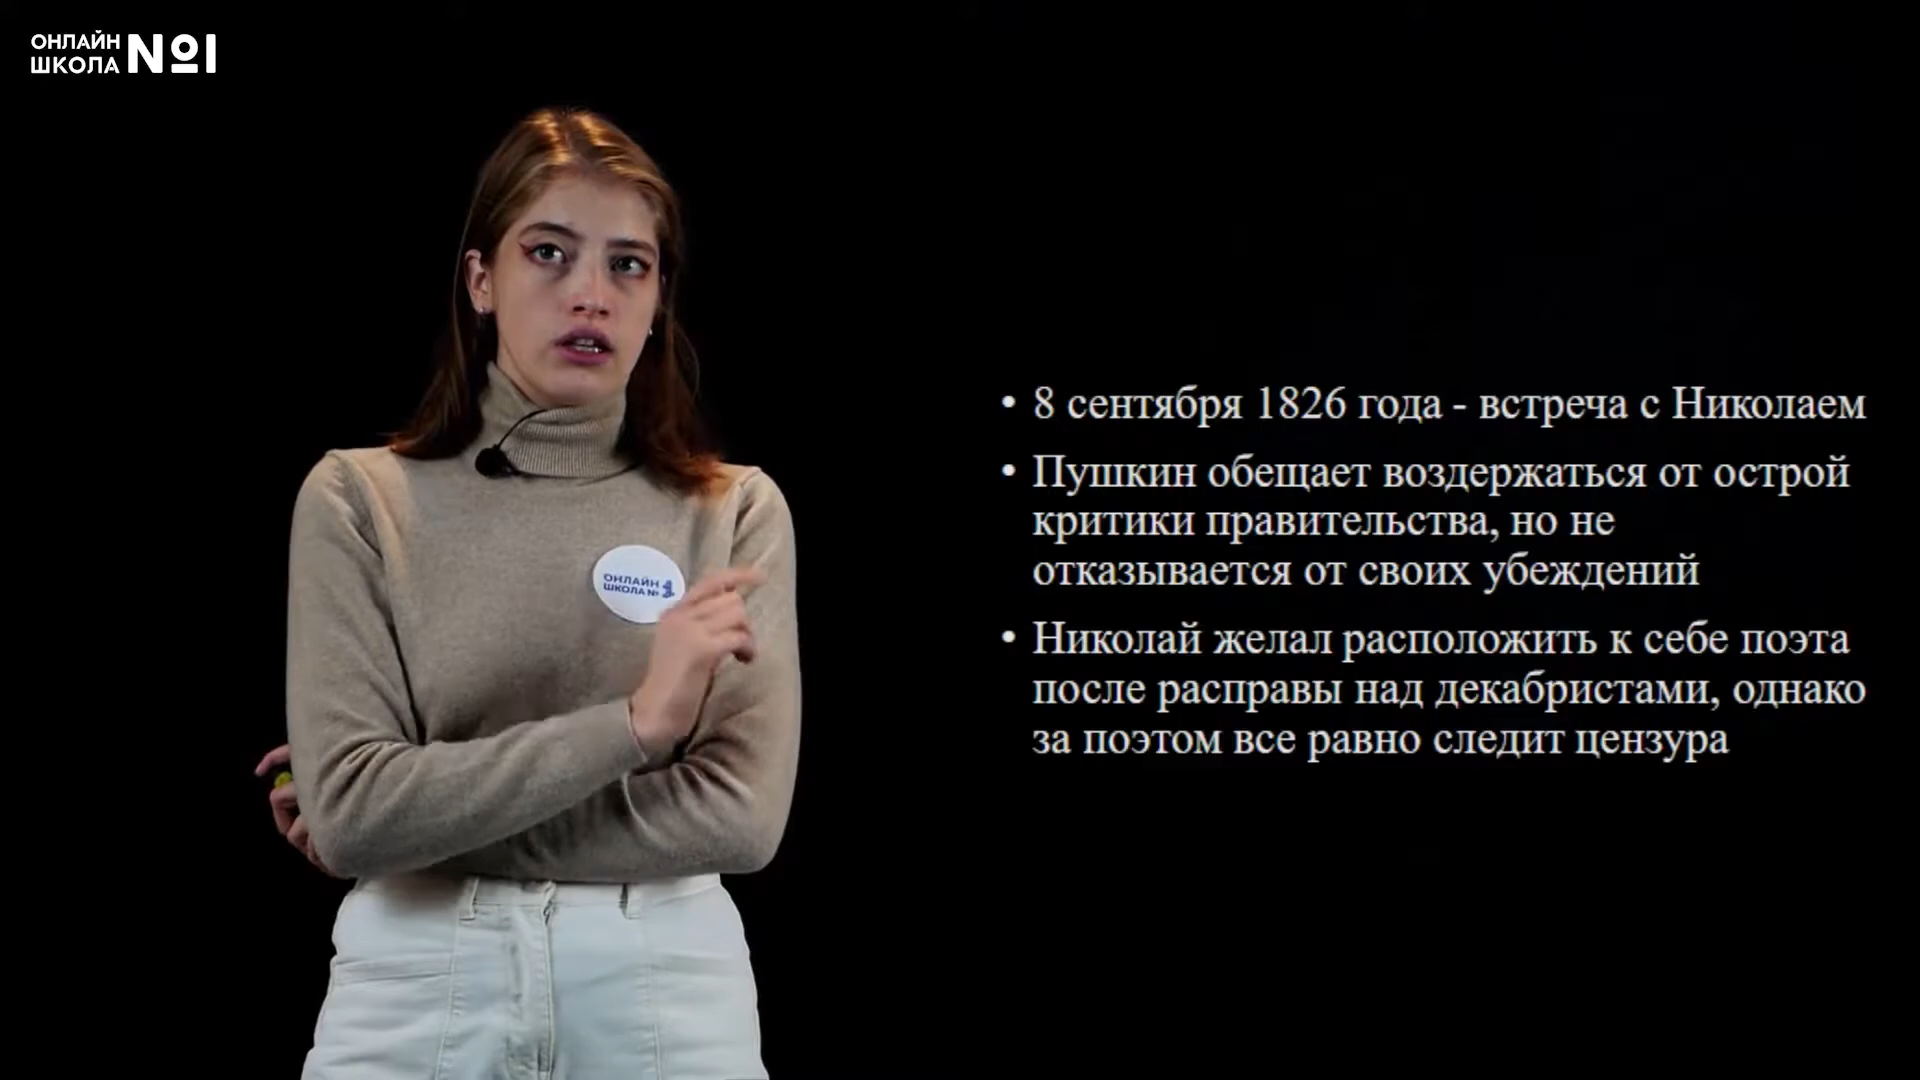 ОНЛАЙН
ШКОЛА №1
• 8 сентября 1826 года - встреча с Николаем
• Пушкин обещает воздержаться от острой
критики правительства, но не
отказывается от своих убеждений
• Николай желал расположить к себе поэта
после расправы над декабристами, однако
за поэтом все равно следит цензура
ОНЛАЙН
ШКОЛА № 1